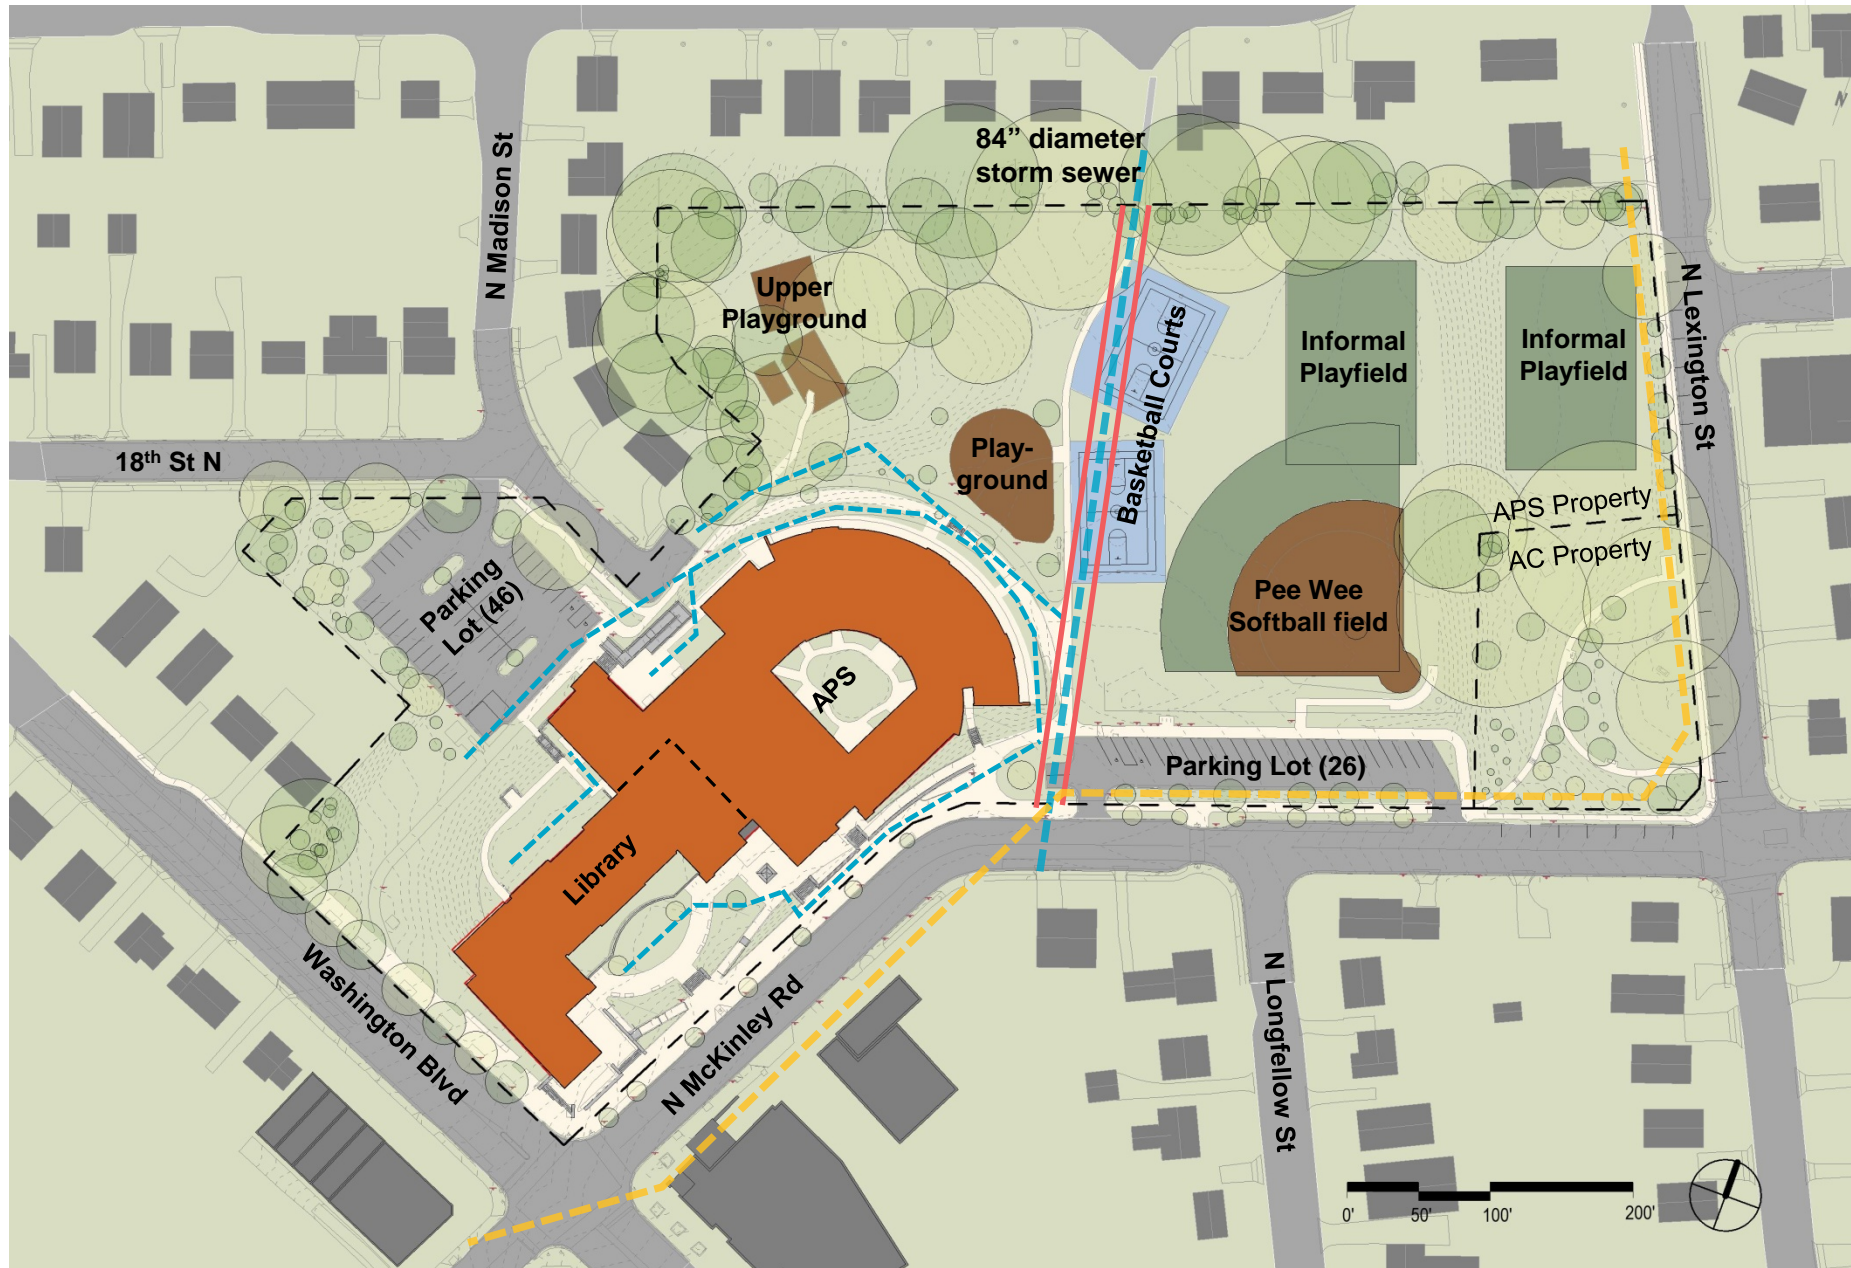 84” diameter
storm sewer
N Madison St
Upper
Playground
Basketball Courts
Informal
Playfield
Informal
Playfield
N Lexington St
18th St N
Play-
ground
APS Property
AC Property
Parking
Lot (46)
Pee Wee
Softball field
APS
Parking Lot (26)
Library
Washington Blvd
N McKinley Rd
N Longfellow St
0'
50'
100'
200'
N